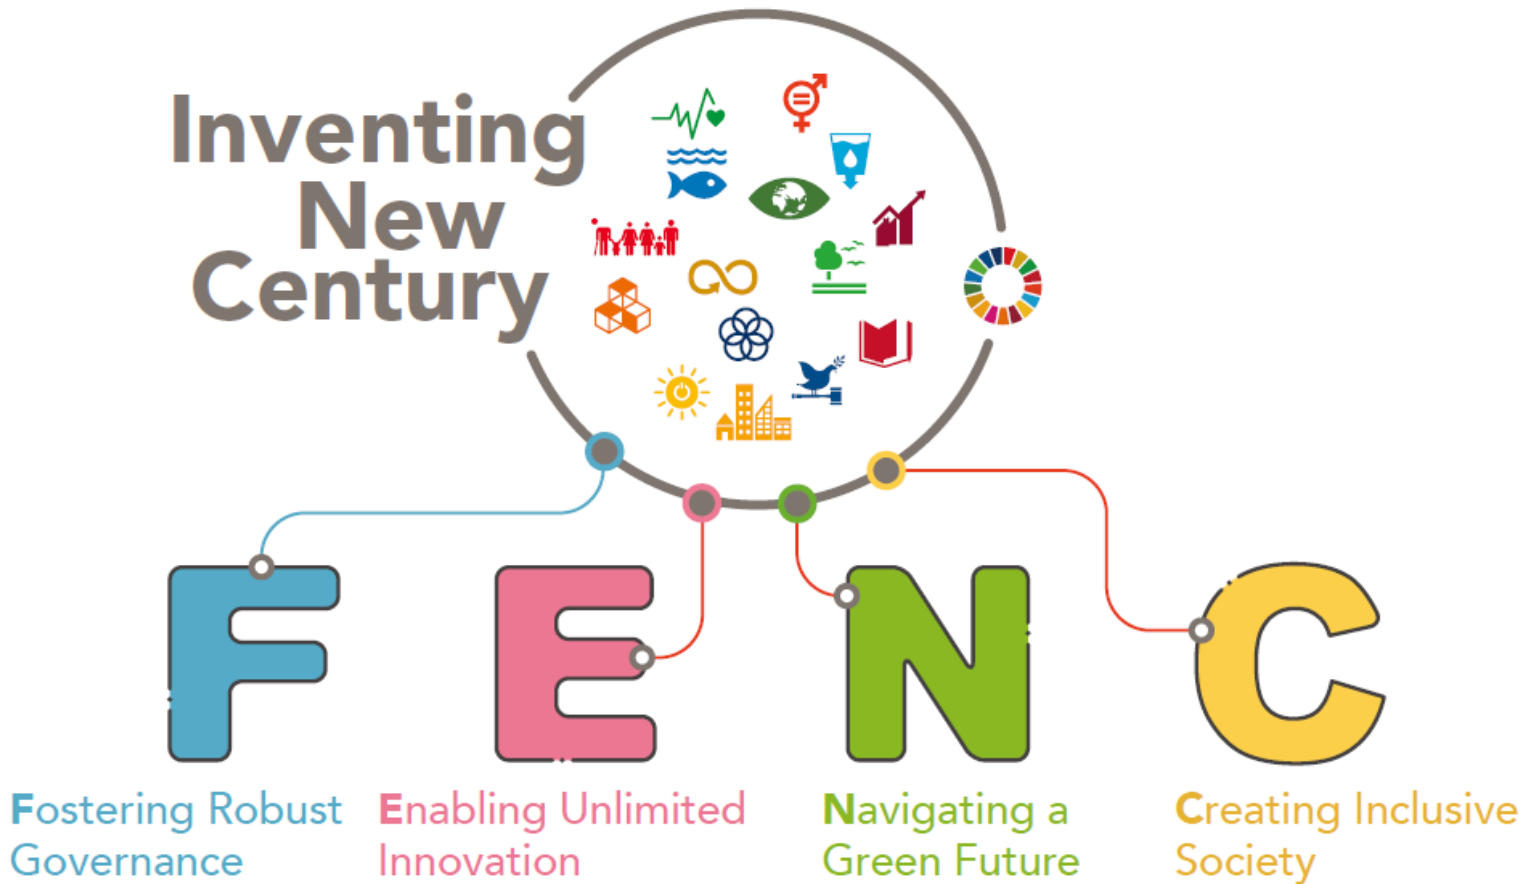 Inventing
New
Century
F E N C
Fostering Robust
Governance
Enabling Unlimited
Innovation
Navigating a
Green Future
Creating Inclusive
Society